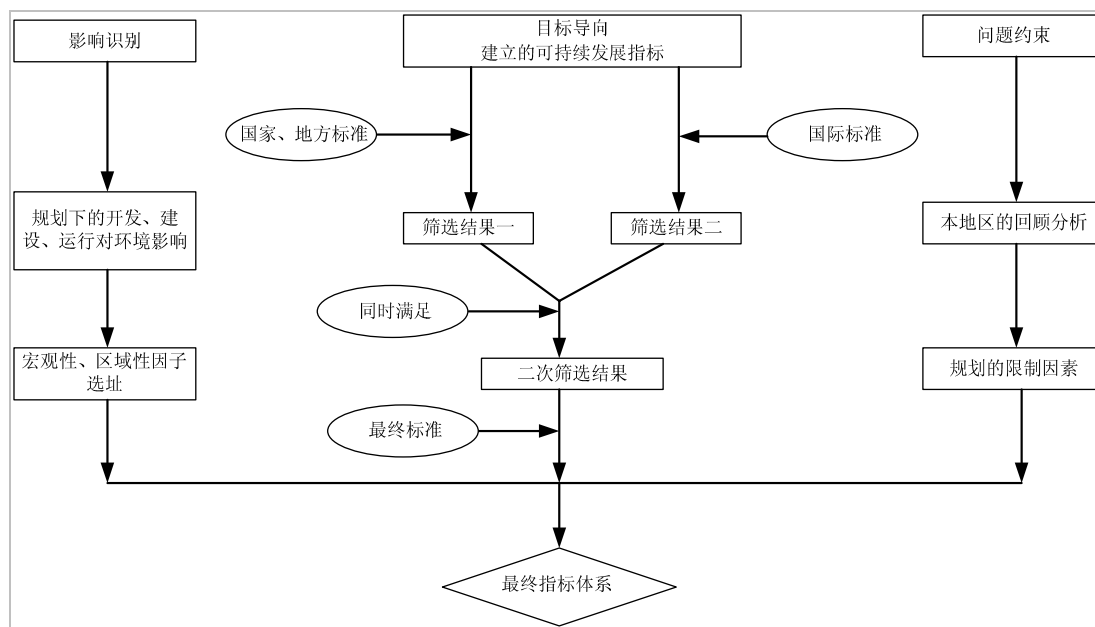 影响识别
目标导向
建立的可持续发展指标
问题约束
国家、地方标准
国际标准
规划下的开发、建
设、运行对环境影响
筛选结果一
筛选结果二
本地区的回顾分析
同时满足
宏观性、区域性因子
选址
二次筛选结果
规划的限制因素
最终标准
最终指标体系